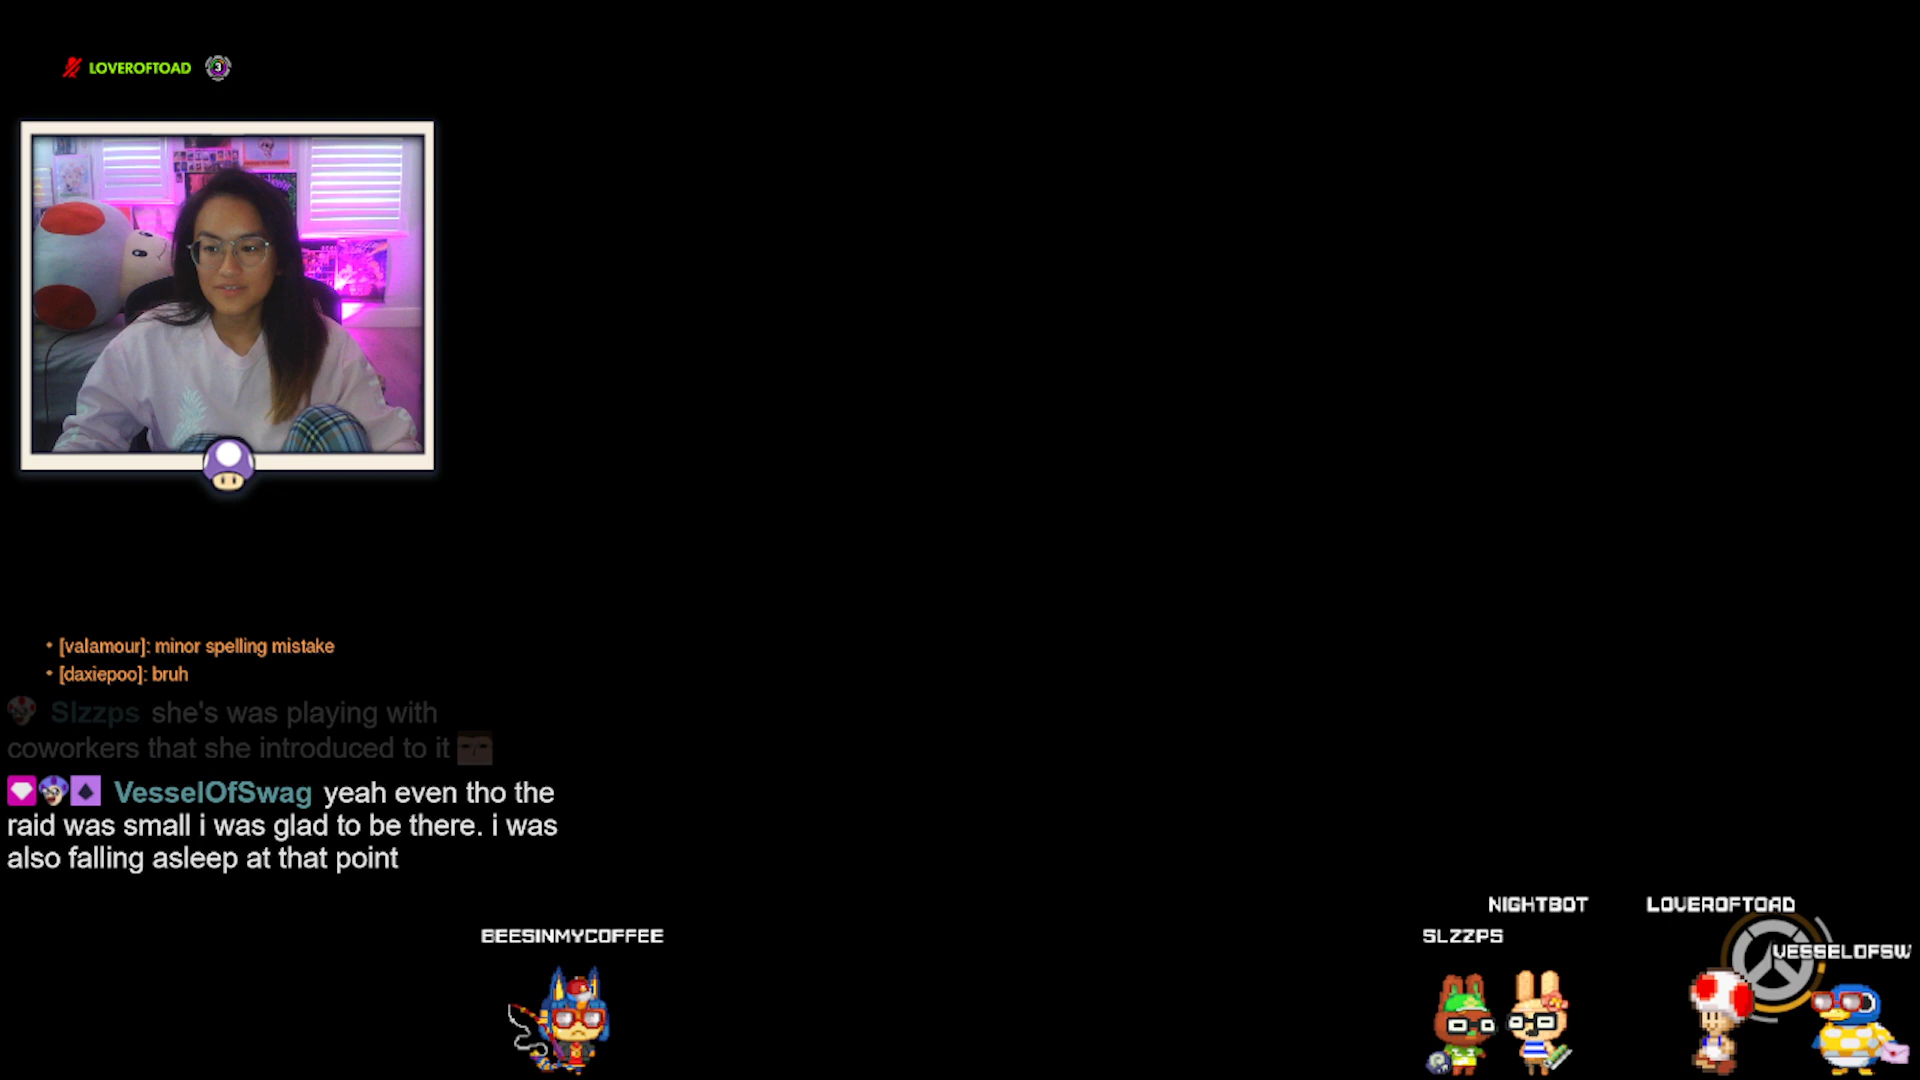 LOVEROFTOAD
3
• [valamour]: minor spelling mistake
• [daxiepoo]: bruh
Slzzps she's was playing with
coworkers that she introduced to it
VesselOfSwag yeah even tho the
raid was small i was glad to be there. i was
also falling asleep at that point
NIGHTBOT
LOVEROFTOAD
BEESINMYCOFFEE
SLZZPS
VESSELOFSW